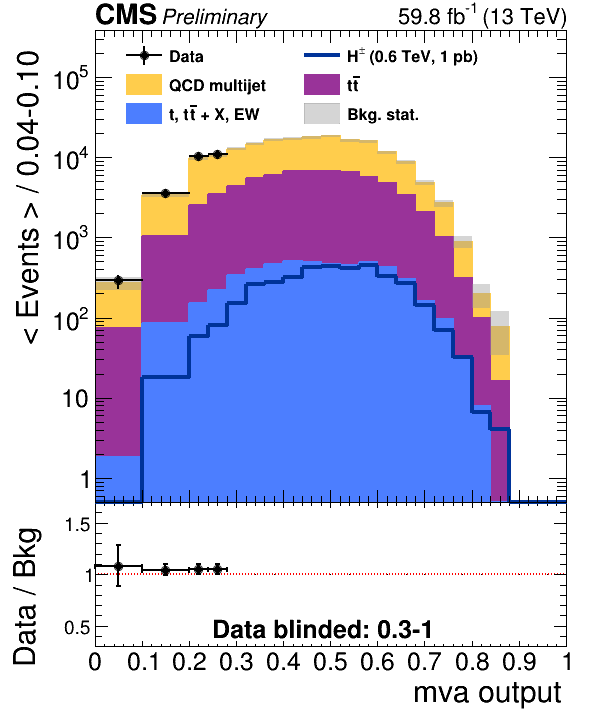 CMS Preliminary 59.8 fb⁻¹ (13 TeV)
Data H± (0.6 TeV, 1 pb)
QCD multijet tt̄
t, tt̄ + X, EW Bkg. stat.
< Events > / 0.04-0.10
10⁵
10⁴
10³
10²
10
1
Data / Bkg
1.5
1
0.5
Data blinded: 0.3-1
0 0.1 0.2 0.3 0.4 0.5 0.6 0.7 0.8 0.9 1
mva output